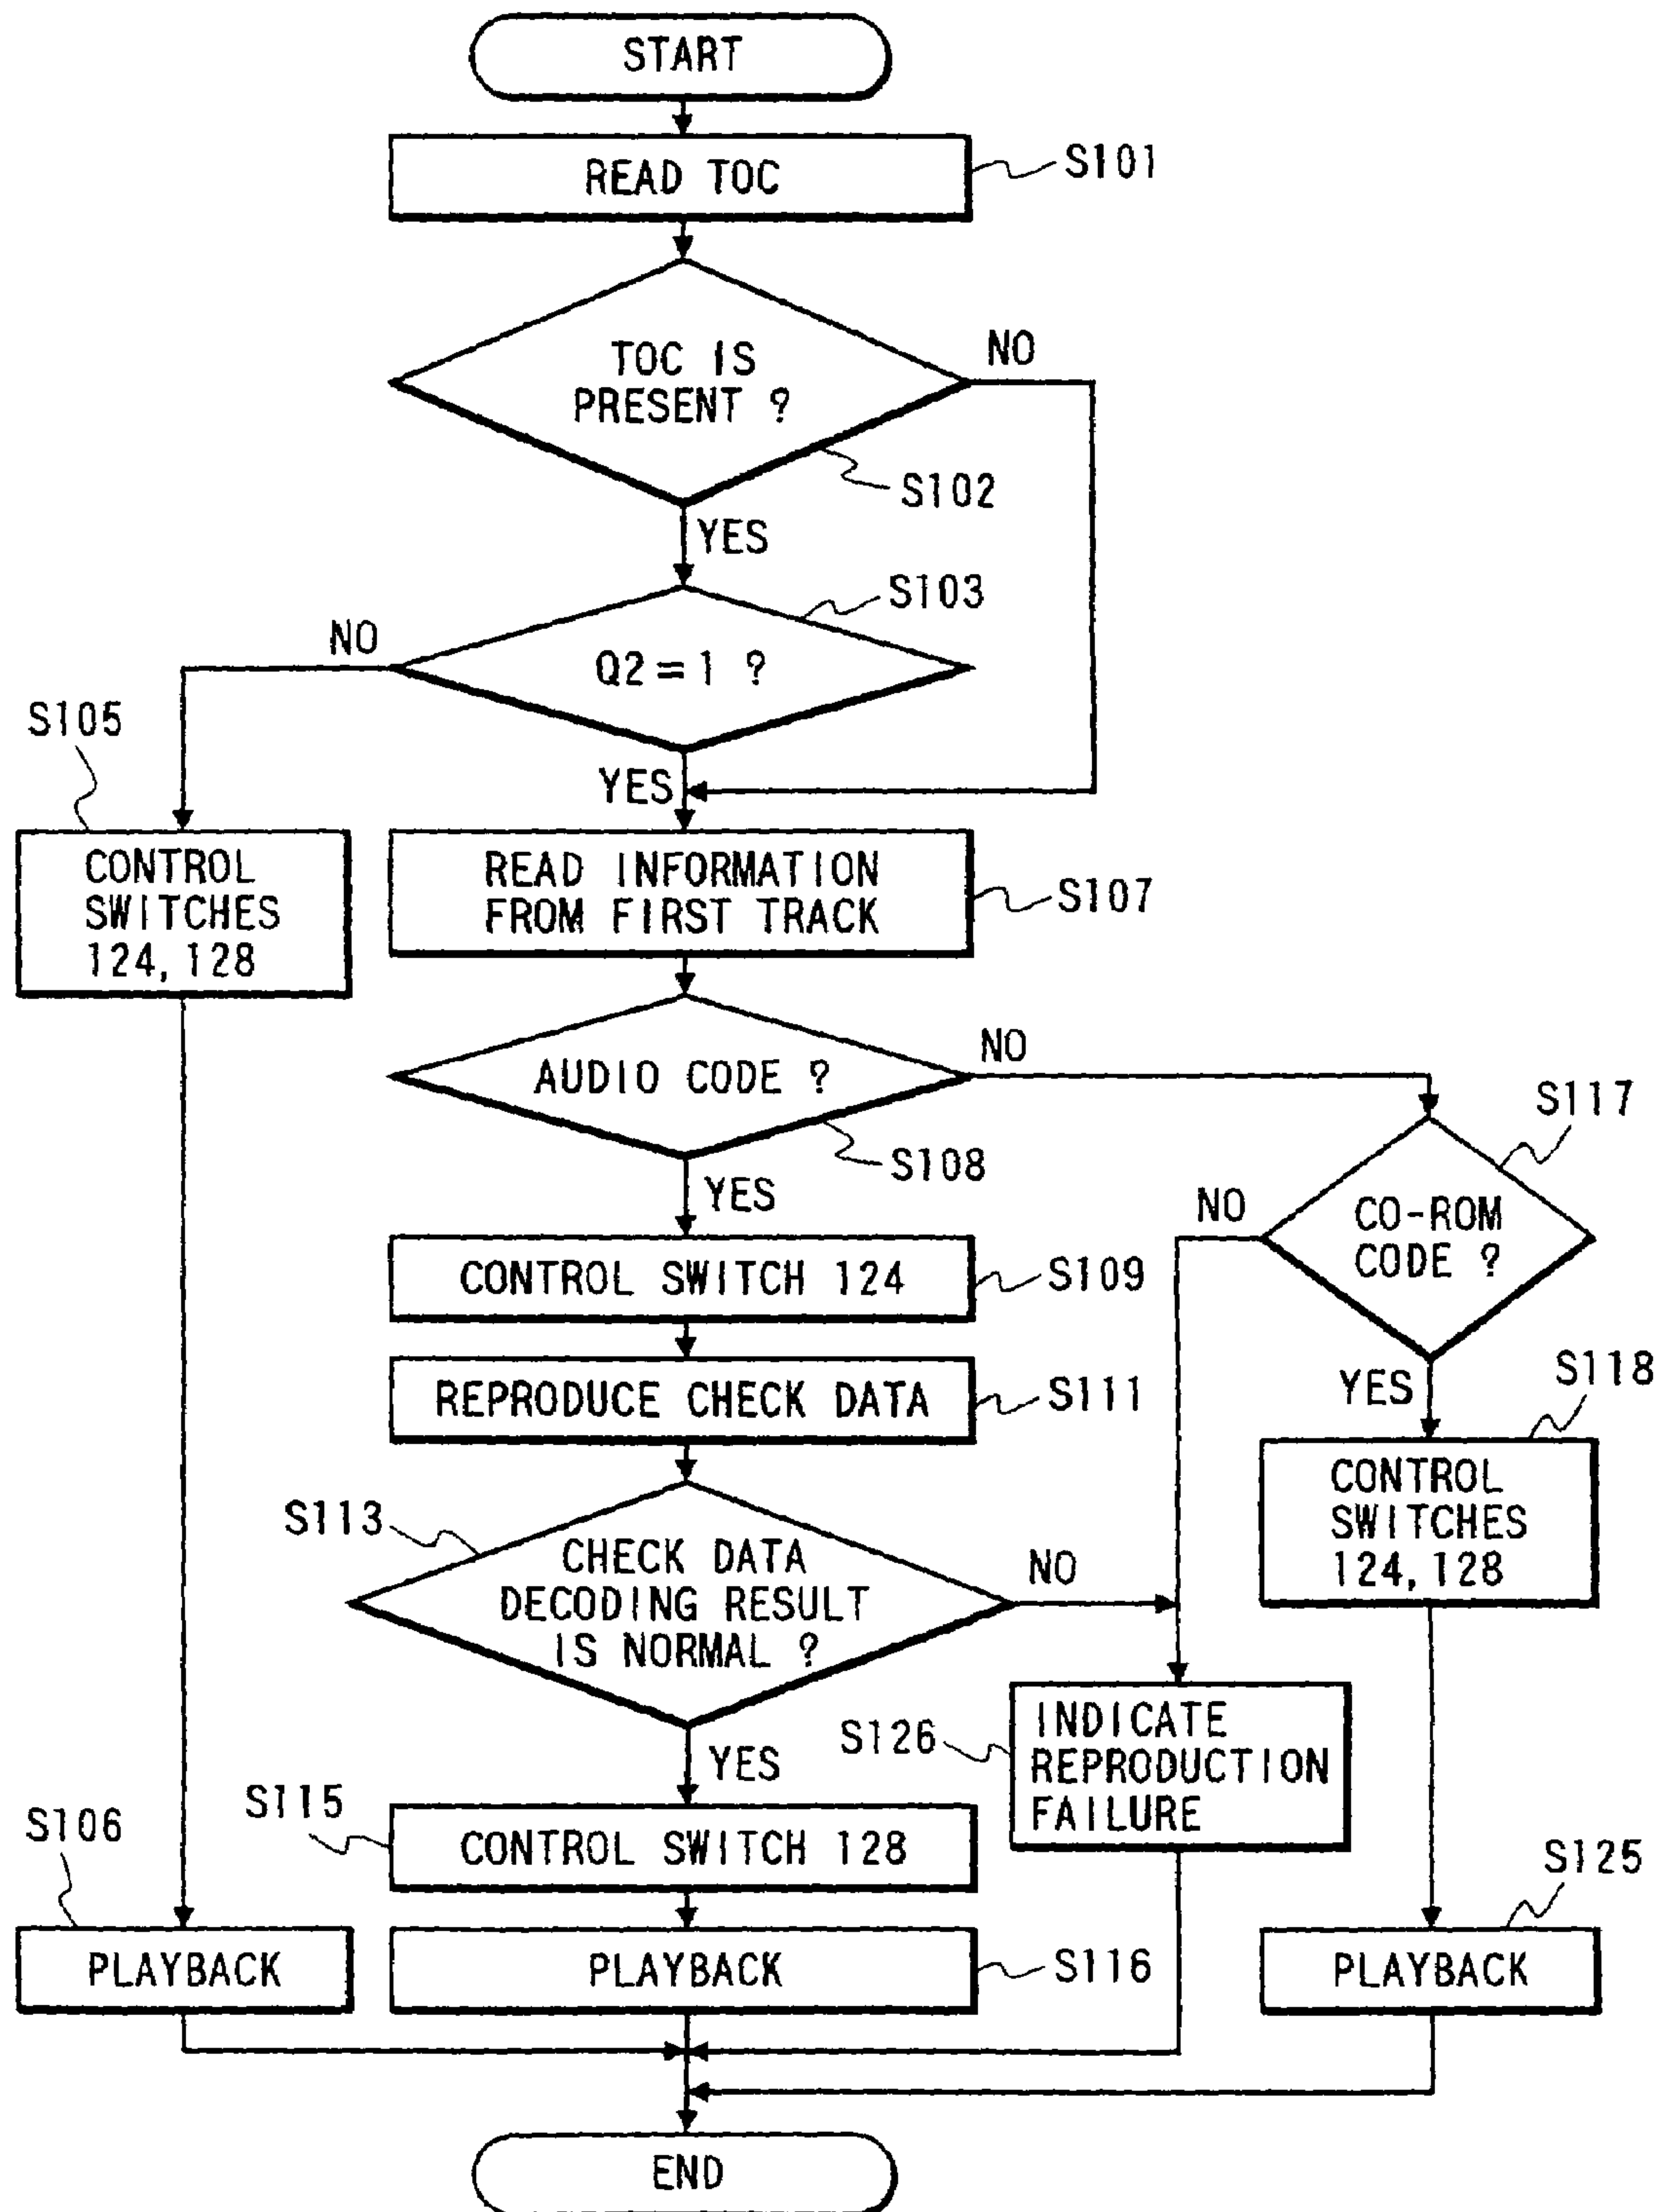 START
READ TOC
S101
TOC IS
PRESENT ?
NO
S102
YES
S103
Q2=1 ?
NO
YES
S105
CONTROL
SWITCHES
124, 128
READ INFORMATION
FROM FIRST TRACK
S107
AUDIO CODE ?
NO
S108
YES
S117
CO-ROM
CODE ?
NO
YES
CONTROL SWITCH 124
S109
REPRODUCE CHECK DATA
S111
S118
CONTROL
SWITCHES
124, 128
S113
CHECK DATA
DECODING RESULT
IS NORMAL ?
NO
YES
S126
INDICATE
REPRODUCTION
FAILURE
S115
CONTROL SWITCH 128
S106
PLAYBACK
PLAYBACK
S116
S125
PLAYBACK
END